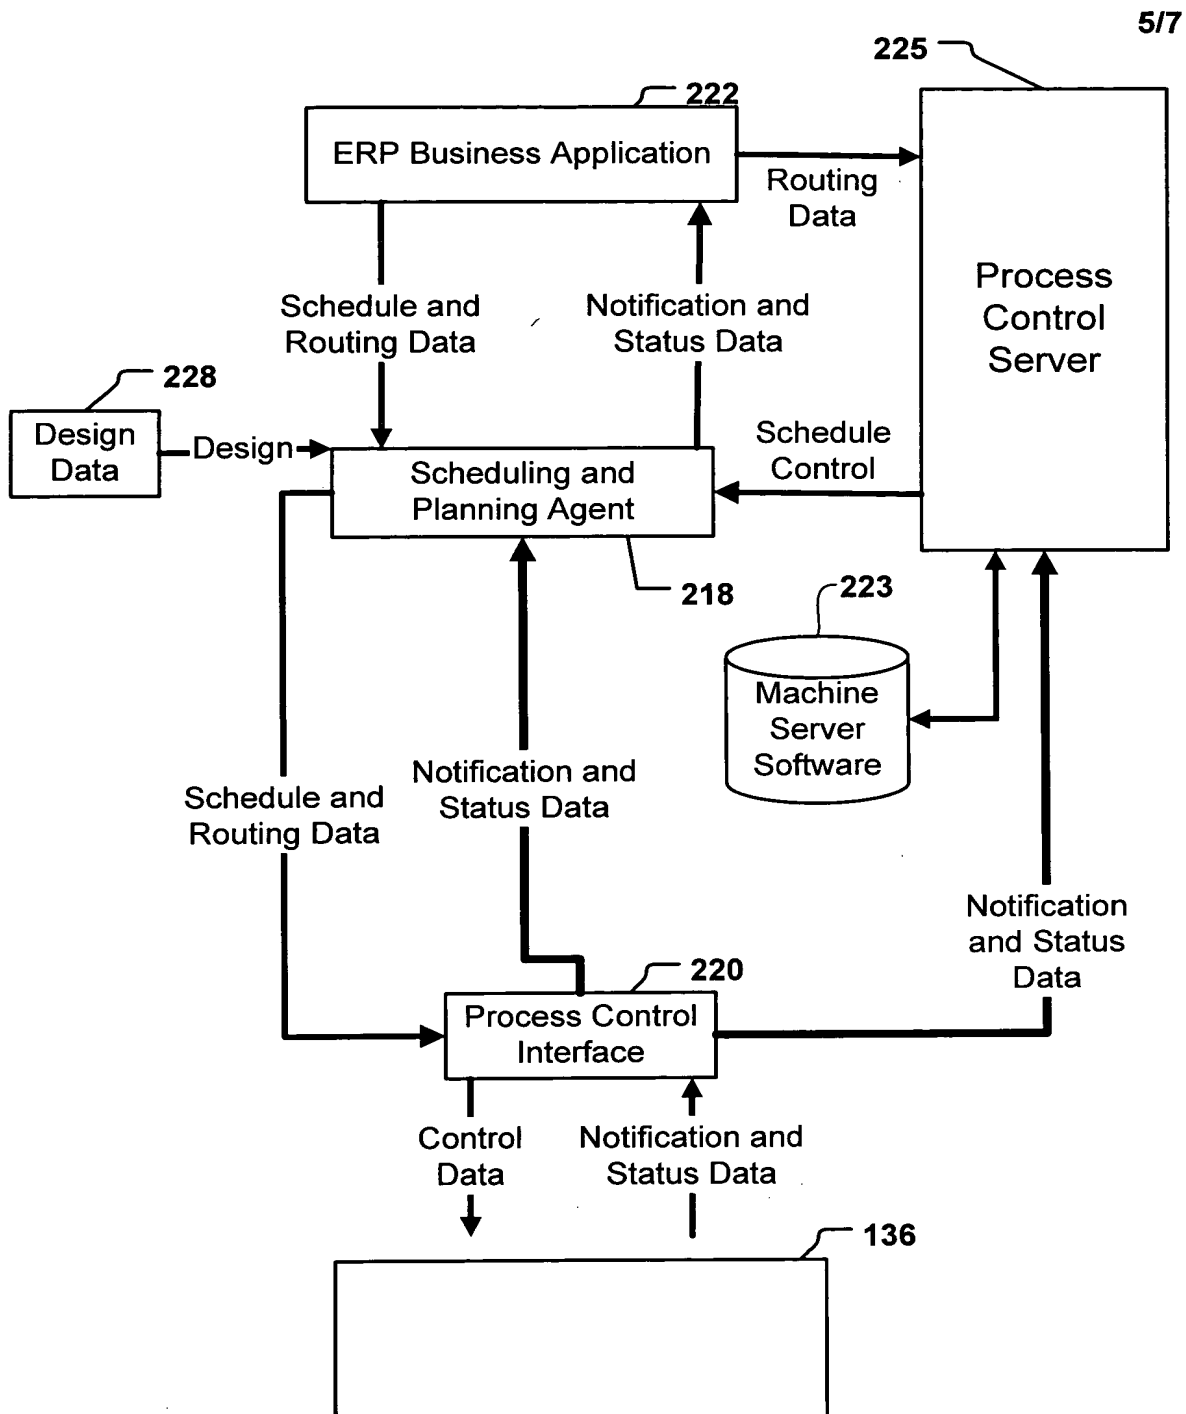 5/7
225
222
ERP Business Application
Routing
Data
Process
Control
Server
Schedule and
Routing Data
Notification and
Status Data
228
Design
Data
Design
Scheduling and
Planning Agent
Schedule
Control
218
223
Machine
Server
Software
Notification and
Status Data
Schedule and
Routing Data
Notification
and Status
Data
220
Process Control
Interface
Control
Data
Notification and
Status Data
136